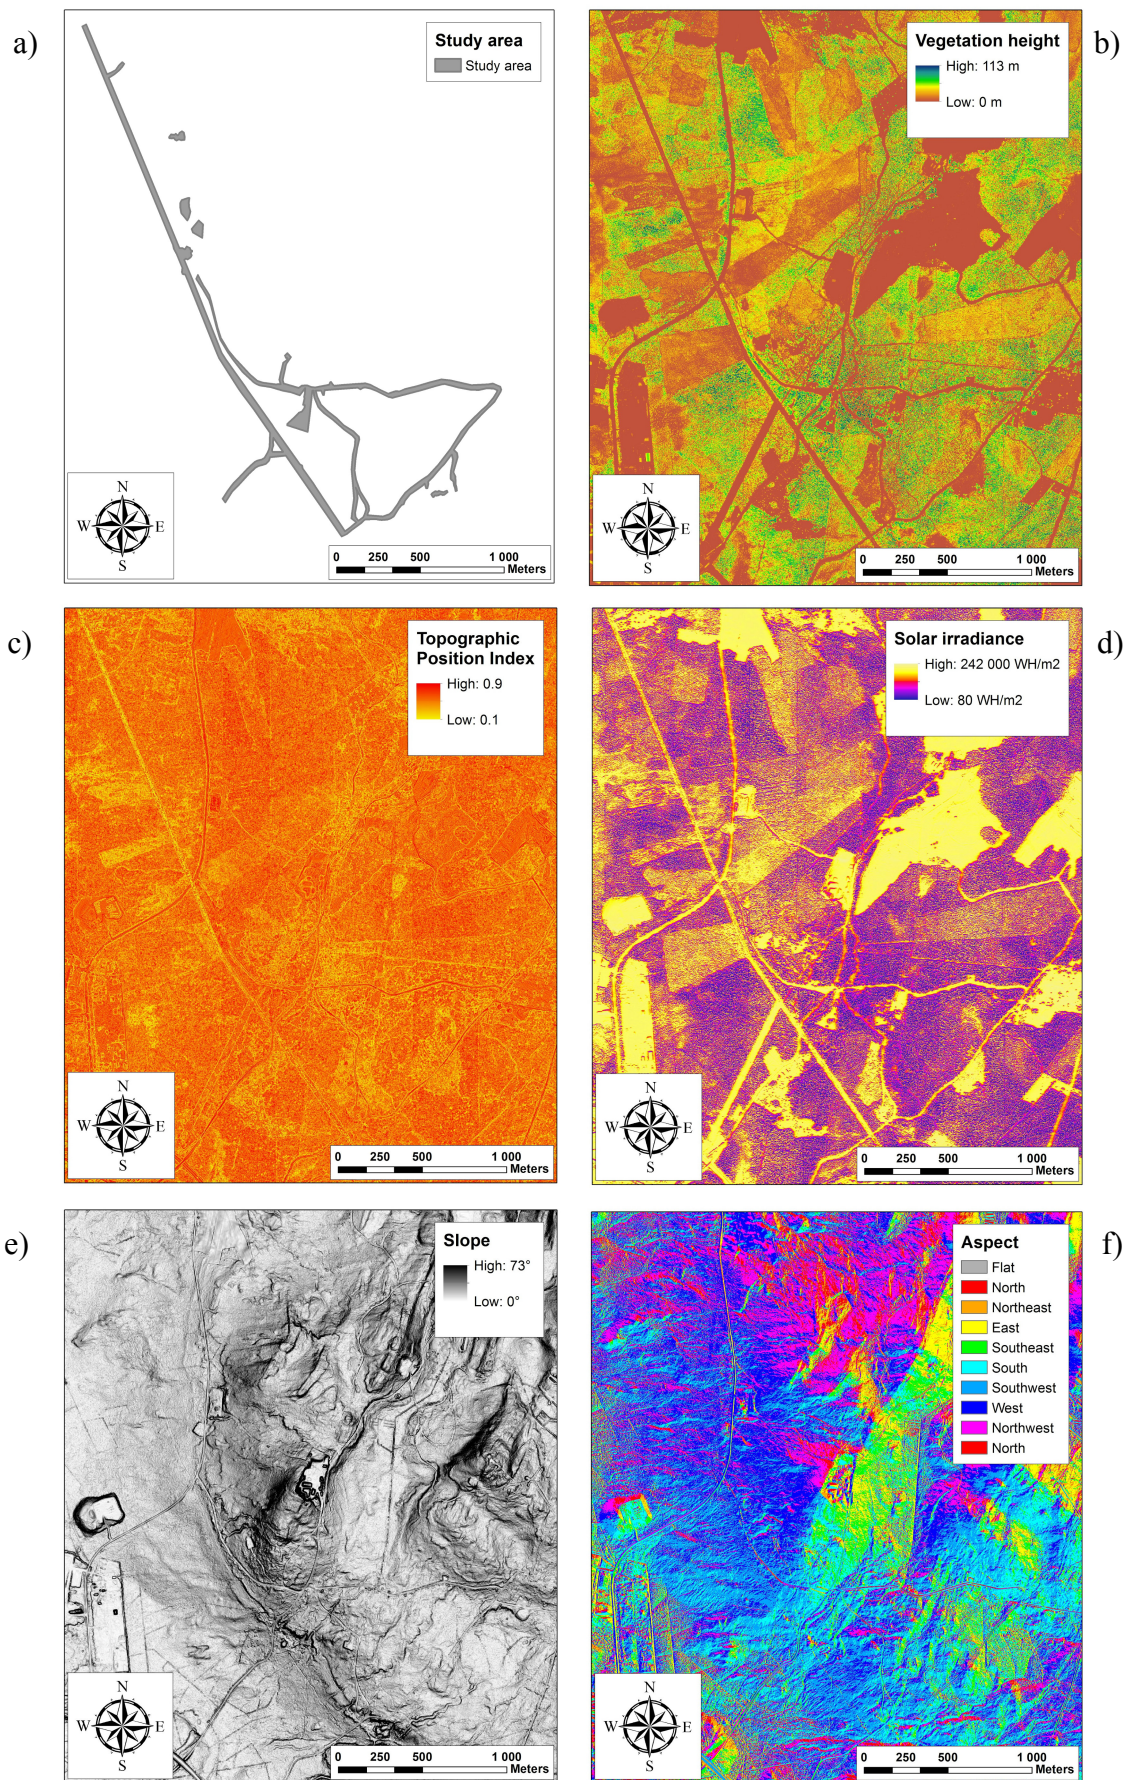 a)
Study area
Study area
N
W E
S
0 250 500 1 000
Meters
b)
Vegetation height
High: 113 m
Low: 0 m
N
W E
S
0 250 500 1 000
Meters
c)
Topographic
Position Index
High: 0.9
Low: 0.1
N
W E
S
0 250 500 1 000
Meters
d)
Solar irradiance
High: 242 000 WH/m2
Low: 80 WH/m2
N
W E
S
0 250 500 1 000
Meters
e)
Slope
High: 73°
Low: 0°
N
W E
S
0 250 500 1 000
Meters
f)
Aspect
Flat
North
Northeast
East
Southeast
South
Southwest
West
Northwest
North
N
W E
S
0 250 500 1 000
Meters